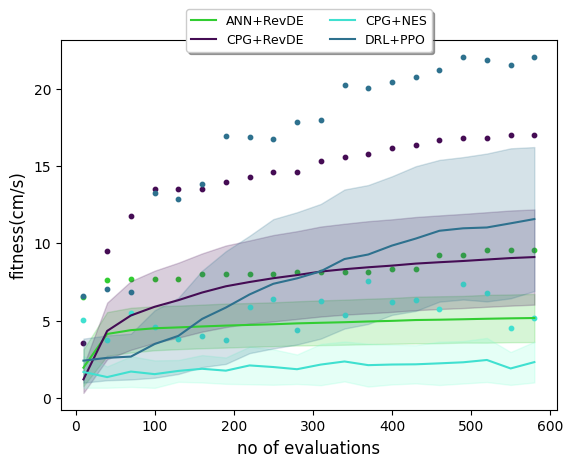 ANN+RevDE CPG+NES
CPG+RevDE DRL+PPO
fitness(cm/s)
20
15
10
5
0
0 100 200 300 400 500 600
no of evaluations